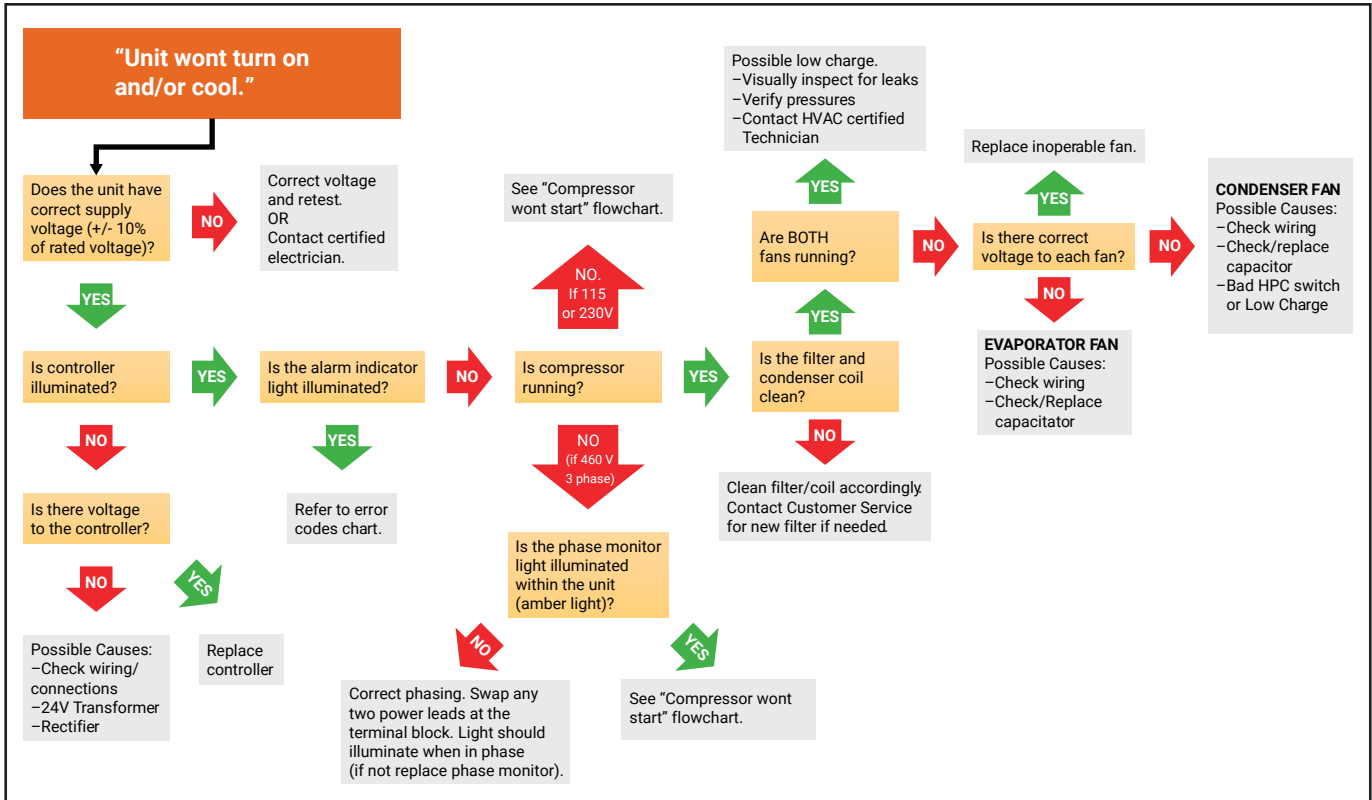 “Unit wont turn on
and/or cool.”
Does the unit have
correct supply
voltage (+/- 10%
of rated voltage)?
NO
Correct voltage
and retest.
OR
Contact certified
electrician.
YES
Is controller
illuminated?
YES
Is the alarm indicator
light illuminated?
NO
Is compressor
running?
YES
Is the filter and
condenser coil
clean?
NO
Is there voltage
to the controller?
NO
YES
Possible Causes:
–Check wiring/
connections
–24V Transformer
–Rectifier
Replace
controller
YES
Refer to error
codes chart.
See “Compressor
wont start” flowchart.
NO.
If 115
or 230V
NO
(if 460 V
3 phase)
Is the phase monitor
light illuminated
within the unit
(amber light)?
NO
YES
Correct phasing. Swap any
two power leads at the
terminal block. Light should
illuminate when in phase
(if not replace phase monitor).
See “Compressor wont
start” flowchart.
NO
Clean filter/coil accordingly.
Contact Customer Service
for new filter if needed.
YES
Are BOTH
fans running?
YES
Possible low charge.
–Visually inspect for leaks
–Verify pressures
–Contact HVAC certified
Technician
NO
Is there correct
voltage to each fan?
YES
Replace inoperable fan.
NO
EVAPORATOR FAN
Possible Causes:
–Check wiring
–Check/Replace
capacitator
NO
CONDENSER FAN
Possible Causes:
–Check wiring
–Check/replace
capacitor
–Bad HPC switch
or Low Charge